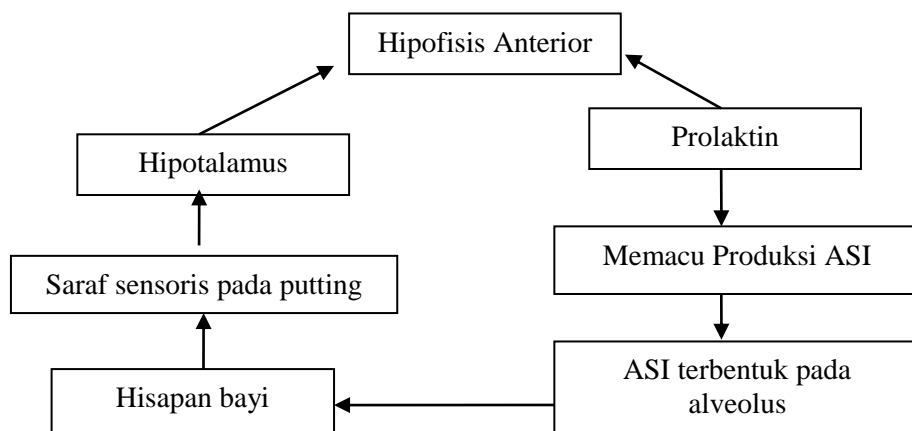 Hipofisis Anterior
Hipotalamus
Prolaktin
Saraf sensoris pada putting
Memacu Produksi ASI
Hisapan bayi
ASI terbentuk pada
alveolus